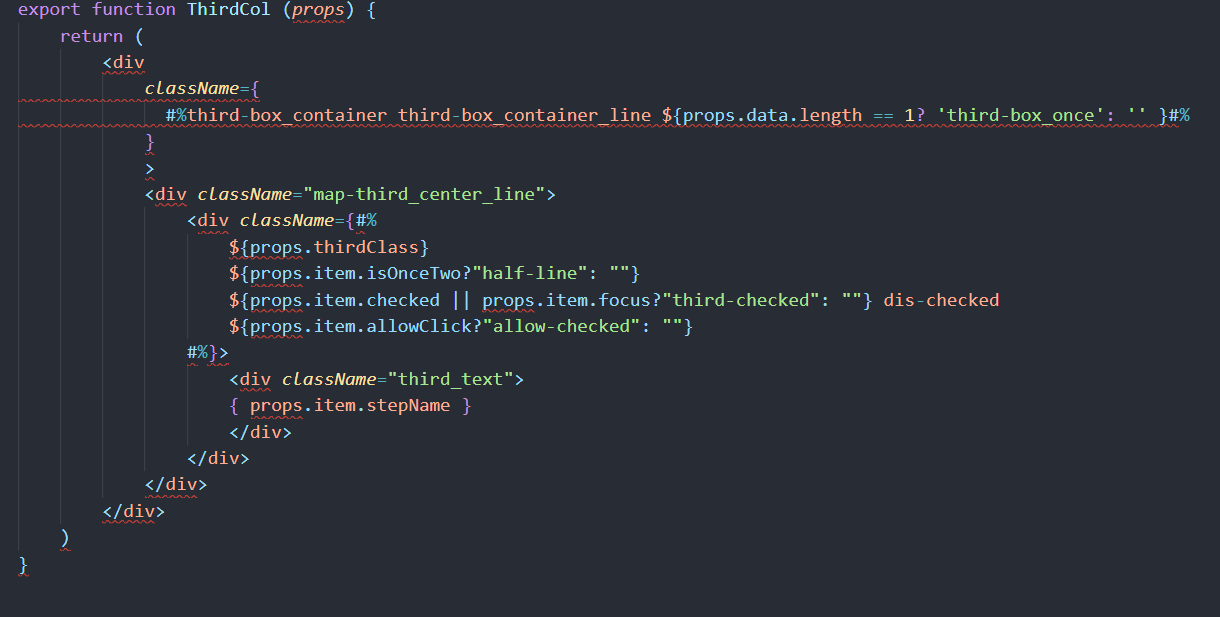 export function ThirdCol (props) {
    return (
        <div
            className={
              #%third-box_container third-box_container_line ${props.data.length == 1? 'third-box_once': '' }#%
            }
            >
            <div className="map-third_center_line">
                <div className={#%
                    ${props.thirdClass}
                    ${props.item.isOnceTwo?"half-line": ""}
                    ${props.item.checked || props.item.focus?"third-checked": ""} dis-checked
                    ${props.item.allowClick?"allow-checked": ""}
                #%}>
                    <div className="third_text">
                    { props.item.stepName }
                    </div>
                </div>
            </div>
        </div>
    )
}